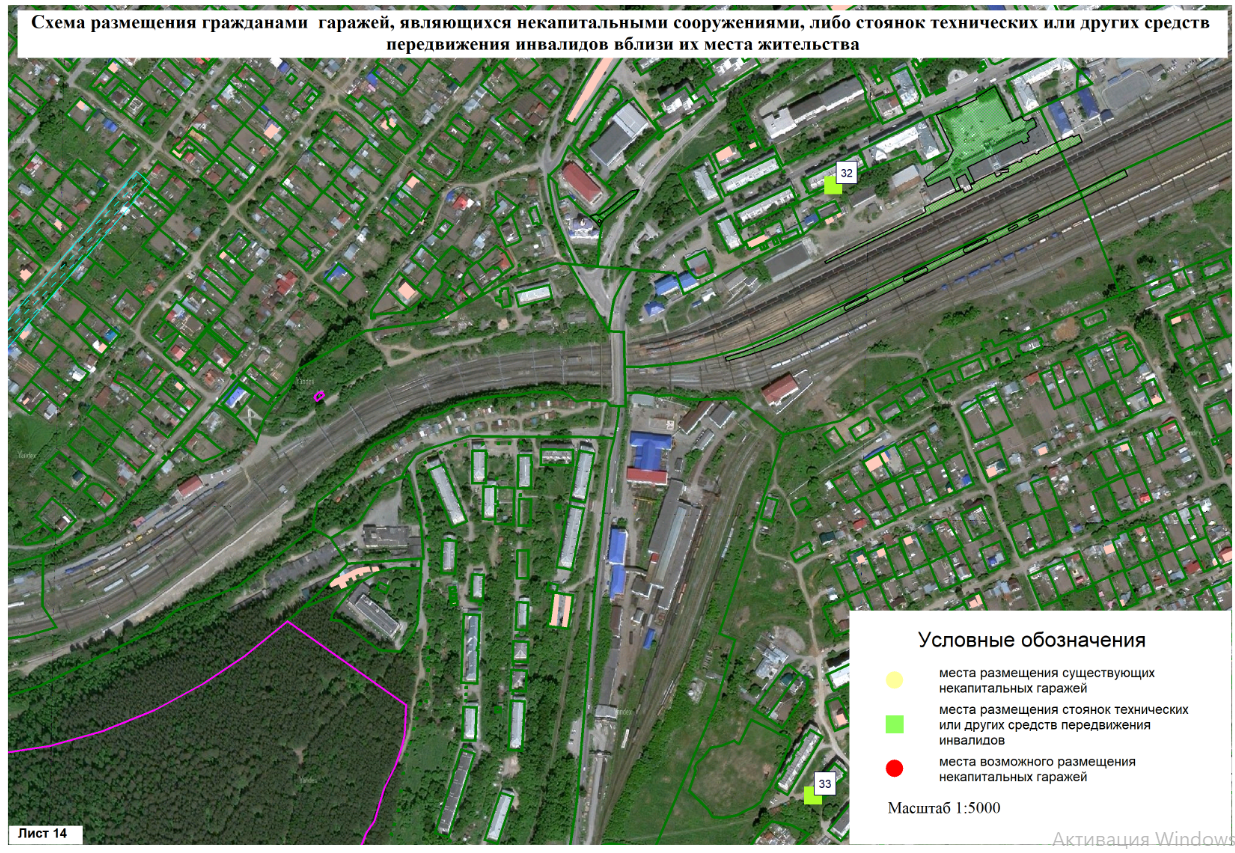 Схема размещения гражданами гаражей, являющихся некапитальными сооружениями, либо стоянок технических или других средств
передвижения инвалидов вблизи их места жительства
32
Yandex
Yandex
33
Условные обозначения
места размещения существующих
некапитальных гаражей
места размещения стоянок технических
или других средств передвижения
инвалидов
места возможного размещения
некапитальных гаражей
Масштаб 1:5000
Лист 14
Активация Windows